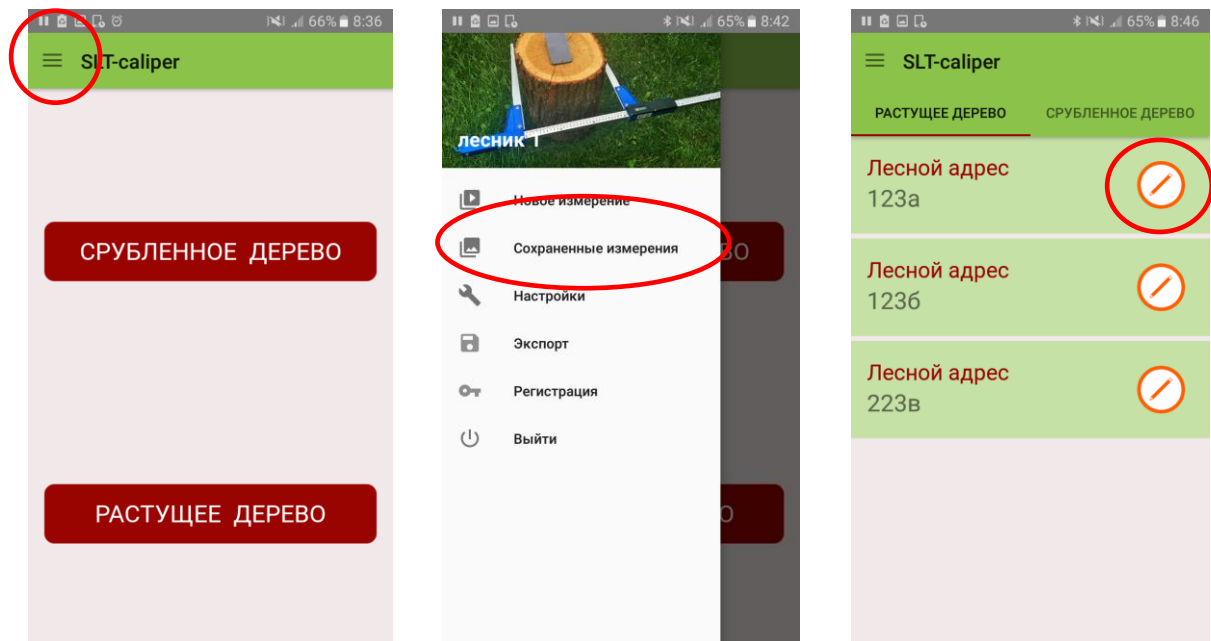 66% 8:36
SLT-caliper
СРУБЛЕННОЕ ДЕРЕВО
РАСТУЩЕЕ ДЕРЕВО
65% 8:42
лесник 1
Новое измерение
Сохраненные измерения
ВО
Настройки
Экспорт
Регистрация
Выйти
О
65% 8:46
SLT-caliper
РАСТУЩЕЕ ДЕРЕВО СРУБЛЕННОЕ ДЕРЕВО
Лесной адрес
123а
Лесной адрес
123б
Лесной адрес
223в